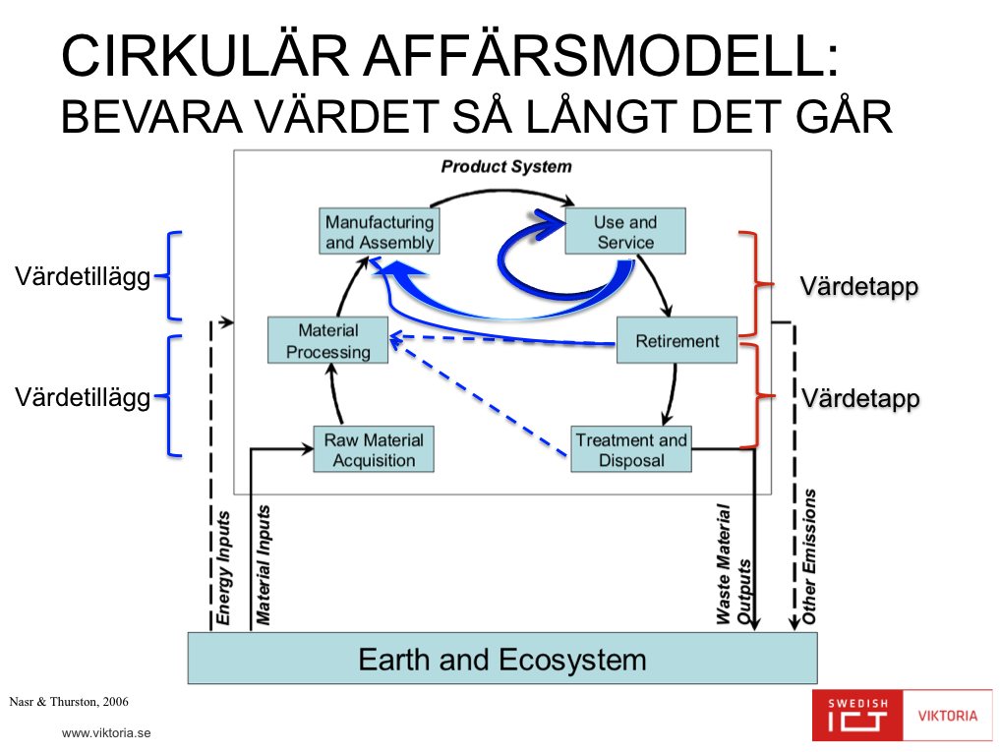 CIRKULÄR AFFÄRSMODELL:
BEVARA VÄRDET SÅ LÅNGT DET GÅR
Product System
Manufacturing
and Assembly
Use and
Service
Värdetillägg
Värdetapp
Material
Processing
Retirement
Värdetillägg
Värdetapp
Raw Material
Acquisition
Treatment and
Disposal
Energy Inputs
Material Inputs
Waste Material
Outputs
Other Emissions
Earth and Ecosystem
Nasr & Thurston, 2006
www.viktoria.se
SWEDISH
ICT
VIKTORIA